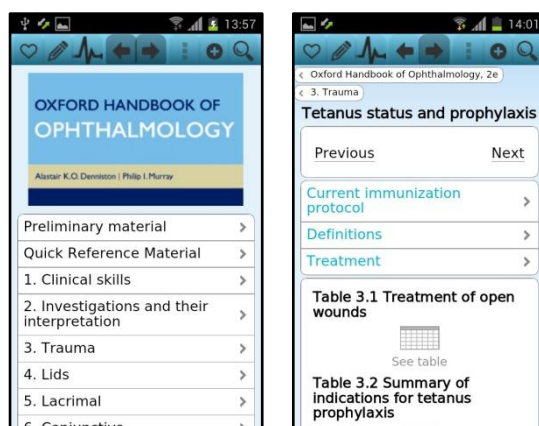 13:57
OXFORD HANDBOOK OF
OPHTHALMOLOGY
Alastair K.O. Denniston | Philip I. Murray
Preliminary material
Quick Reference Material
1. Clinical skills
2. Investigations and their
interpretation
3. Trauma
4. Lids
5. Lacrimal
6. Conjunctiva
14:01
Oxford Handbook of Ophthalmology, 2e
3. Trauma
Tetanus status and prophylaxis
Previous
Next
Current immunization
protocol
Definitions
Treatment
Table 3.1 Treatment of open
wounds
See table
Table 3.2 Summary of
indications for tetanus
prophylaxis